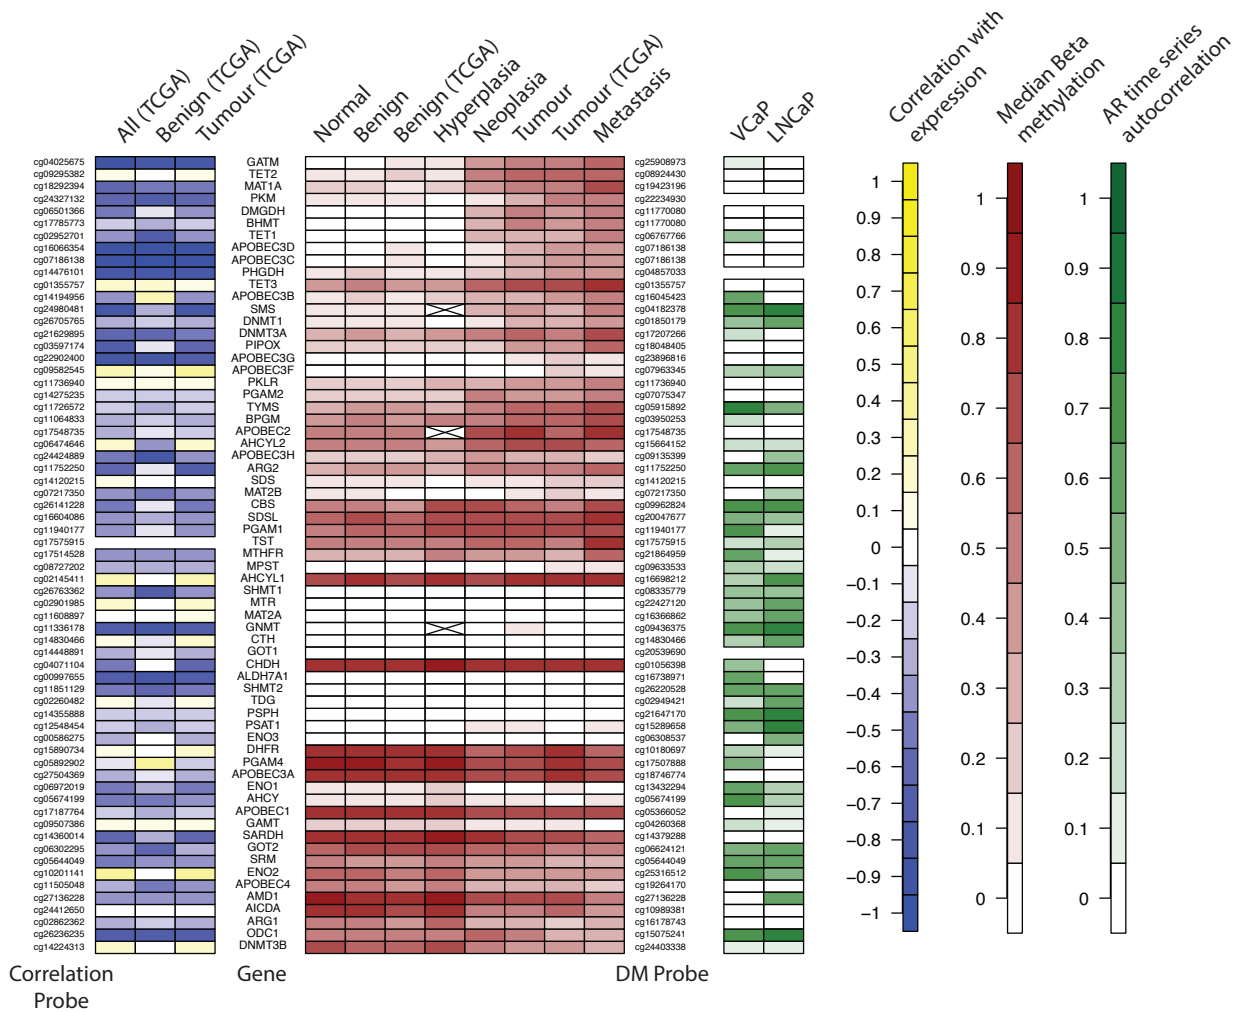 All (TCGA)
Benign (TCGA)
Tumour (TCGA)
Normal
Benign
Benign (TCGA)
Hyperplasia
Neoplasia
Tumour
Tumour (TCGA)
Metastasis
VCaP
LNCaP
Correlation with
expression
Median Beta
methylation
AR time series
autocorrelation
cg04025675 GATM cg25908973
cg09295382 TET2 cg08924430
cg18292394 MAT1A cg19423196
cg24327132 PKM cg22234930
cg06501366 DMGDH cg11770080
cg17785773 BHMT cg11770080
cg02952701 TET1 cg06767766
cg16066354 APOBEC3D cg07186138
cg07186138 APOBEC3C cg07186138
cg14476101 PHGDH cg04857033
cg01355757 TET3 cg01355757
cg14194956 APOBEC3B cg16045423
cg24980481 SMS cg04182378
cg26705765 DNMT1 cg01850179
cg21629895 DNMT3A cg17207266
cg03597174 PIPOX cg18048405
cg22902400 APOBEC3G cg23896816
cg09582545 APOBEC3F cg07963345
cg11736940 PKLR cg11736940
cg14275235 PGAM2 cg07075347
cg11726572 TYMS cg05915892
cg11064833 BPGM cg03950253
cg17548735 APOBEC2 cg17548735
cg06474646 AHCYL2 cg15664152
cg24424889 APOBEC3H cg09135399
cg11752250 ARG2 cg11752250
cg14120215 SDS cg14120215
cg07217350 MAT2B cg07217350
cg26141228 CBS cg09962824
cg16604086 SDSL cg20047677
cg11940177 PGAM1 cg11940177
cg17575915 TST cg17575915
cg17514528 MTHFR cg21864959
cg08727202 MPST cg09633533
cg02145411 AHCYL1 cg16698212
cg26763362 SHMT1 cg08335779
cg02901985 MTR cg22427120
cg11608897 MAT2A cg16366862
cg11336178 GNMT cg09436375
cg14830466 CTH cg14830466
cg14448891 GOT1 cg20539690
cg04071104 CHDH cg01056398
cg00997655 ALDH7A1 cg16738971
cg11851129 SHMT2 cg26220528
cg02260482 TDG cg02949421
cg14355888 PSPH cg21647170
cg12548454 PSAT1 cg15289658
cg00586275 ENO3 cg06308537
cg15890734 DHFR cg10180697
cg05892902 PGAM4 cg17507888
cg27504369 APOBEC3A cg18746774
cg06972019 ENO1 cg13432294
cg05674199 AHCY cg05674199
cg17187764 APOBEC1 cg05366052
cg09507386 GAMT cg04260368
cg14360014 SARDH cg14379288
cg06302295 GOT2 cg06624121
cg05644049 SRM cg05644049
cg10201141 ENO2 cg25316512
cg11505048 APOBEC4 cg19264170
cg27136228 AMD1 cg27136228
cg24412650 AICDA cg10989381
cg02862362 ARG1 cg16178743
cg26236235 ODC1 cg15075241
cg14224313 DNMT3B cg24403338
Correlation
Probe
Gene
DM Probe
1
0.9
0.8
0.7
0.6
0.5
0.4
0.3
0.2
0.1
0
−0.1
−0.2
−0.3
−0.4
−0.5
−0.6
−0.7
−0.8
−0.9
−1
1
0.9
0.8
0.7
0.6
0.5
0.4
0.3
0.2
0.1
0
1
0.9
0.8
0.7
0.6
0.5
0.4
0.3
0.2
0.1
0